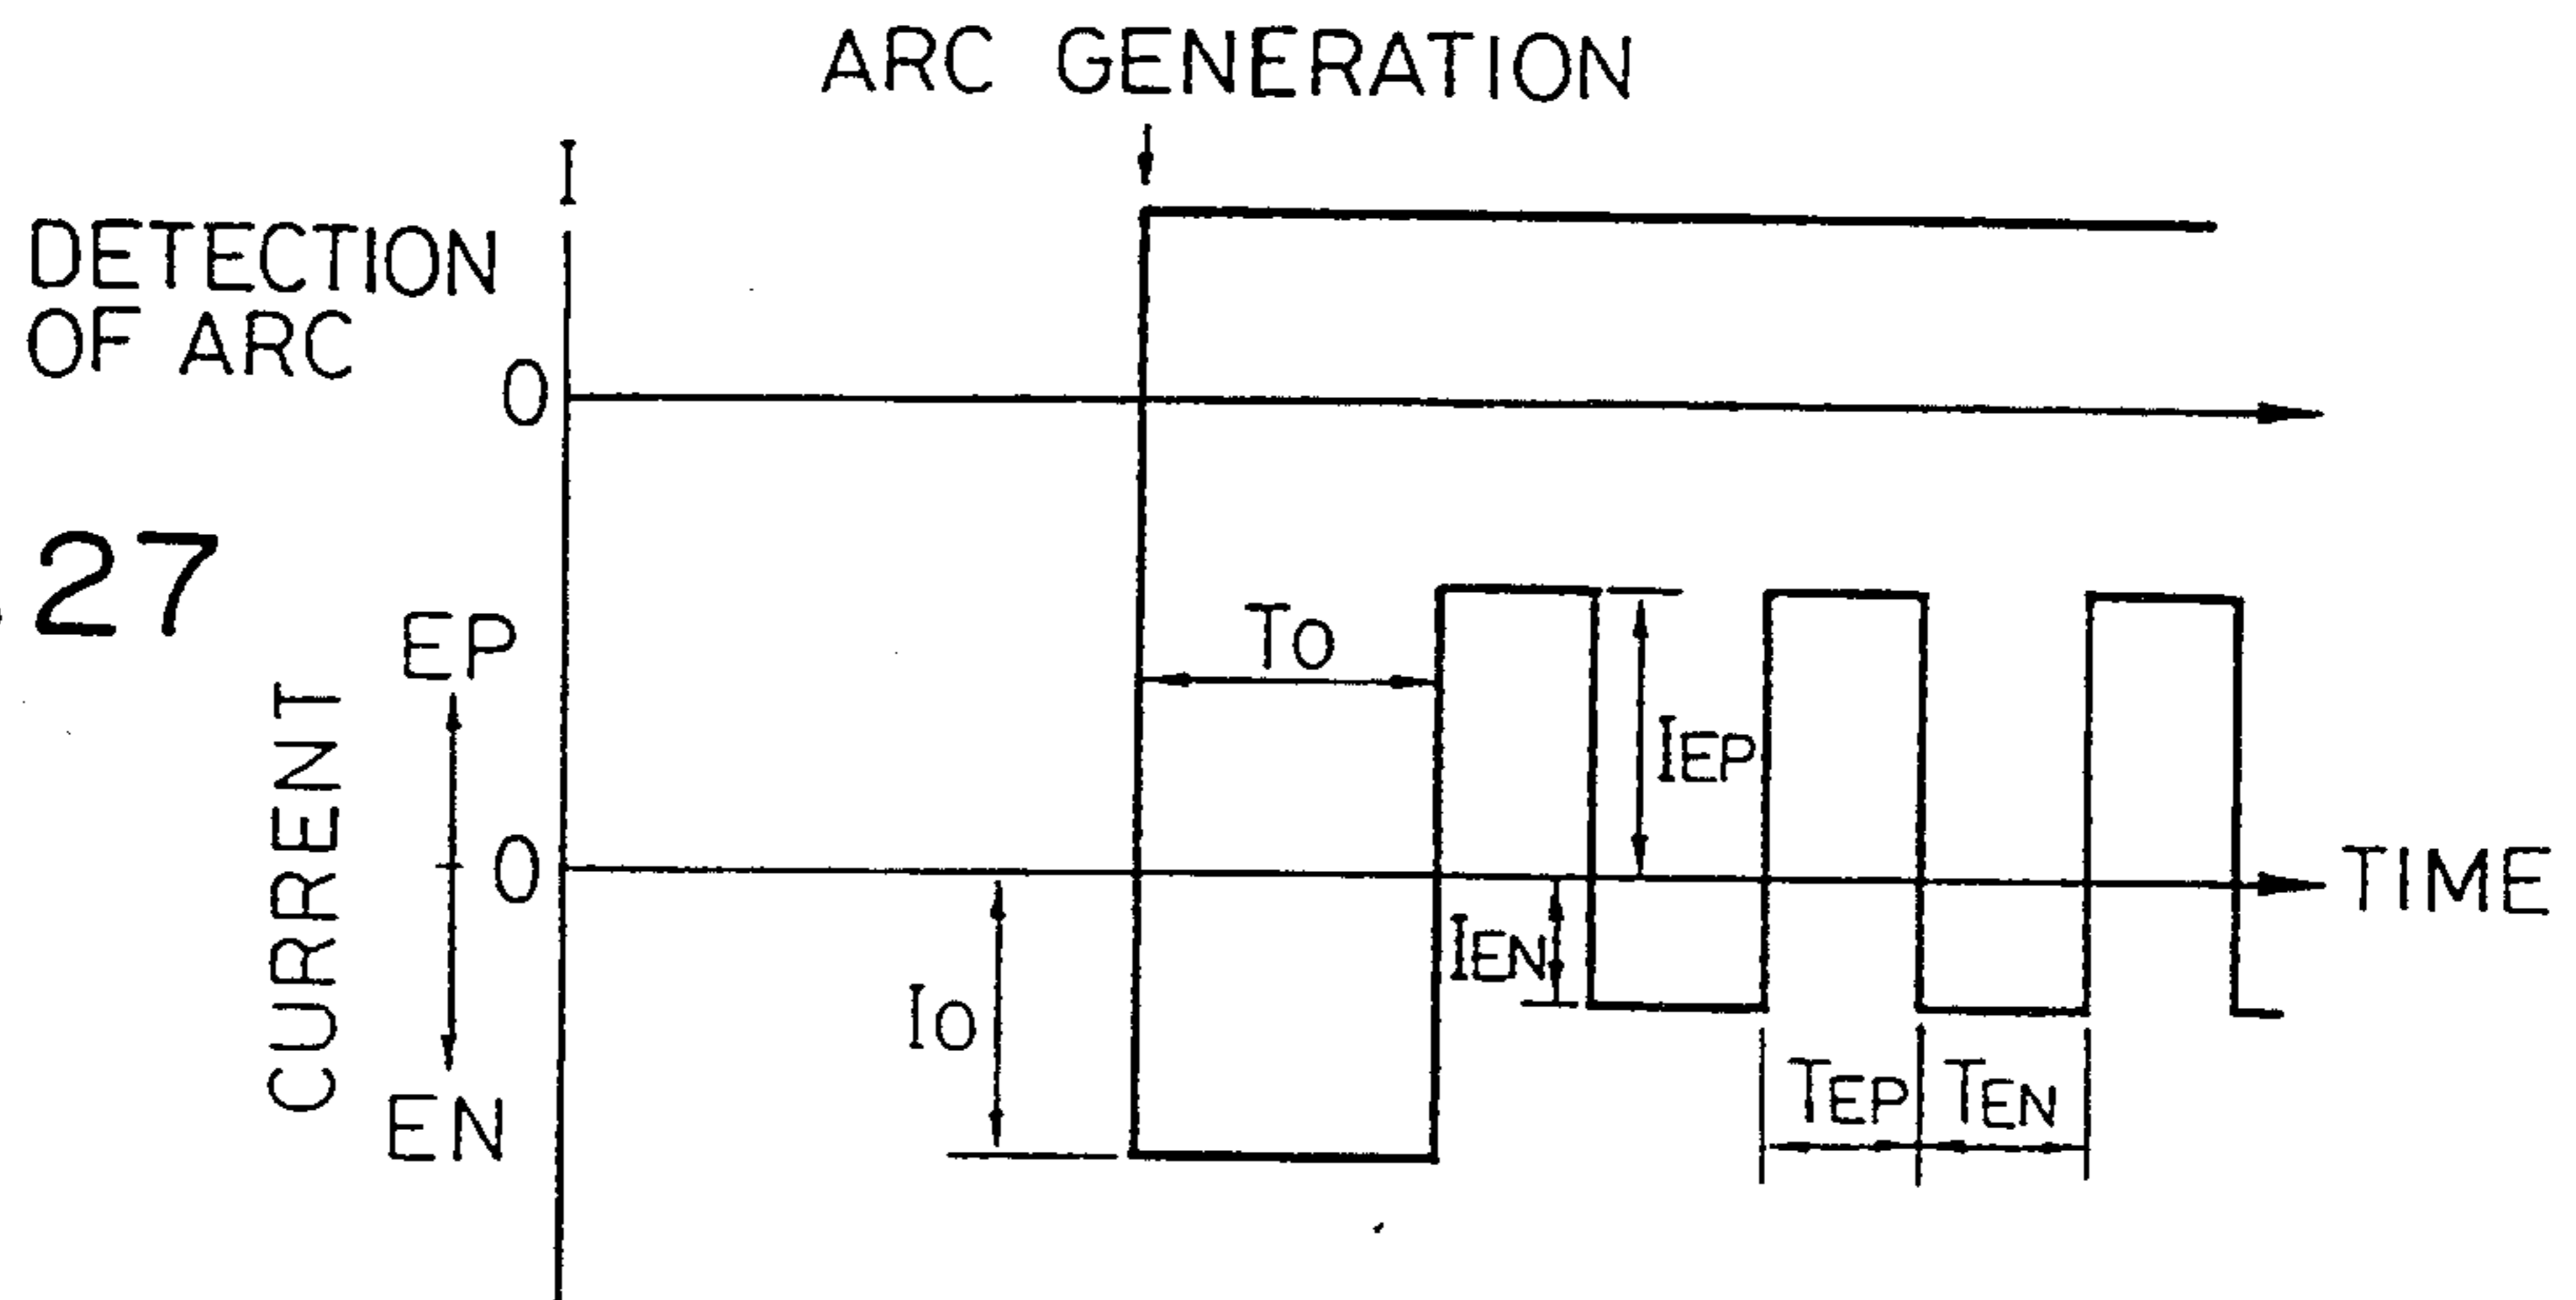 ARC GENERATION
I
DETECTION
OF ARC
0
27
EP
CURRENT
0
EN
To
IEP
IEN
Io
TEP
TEN
TIME